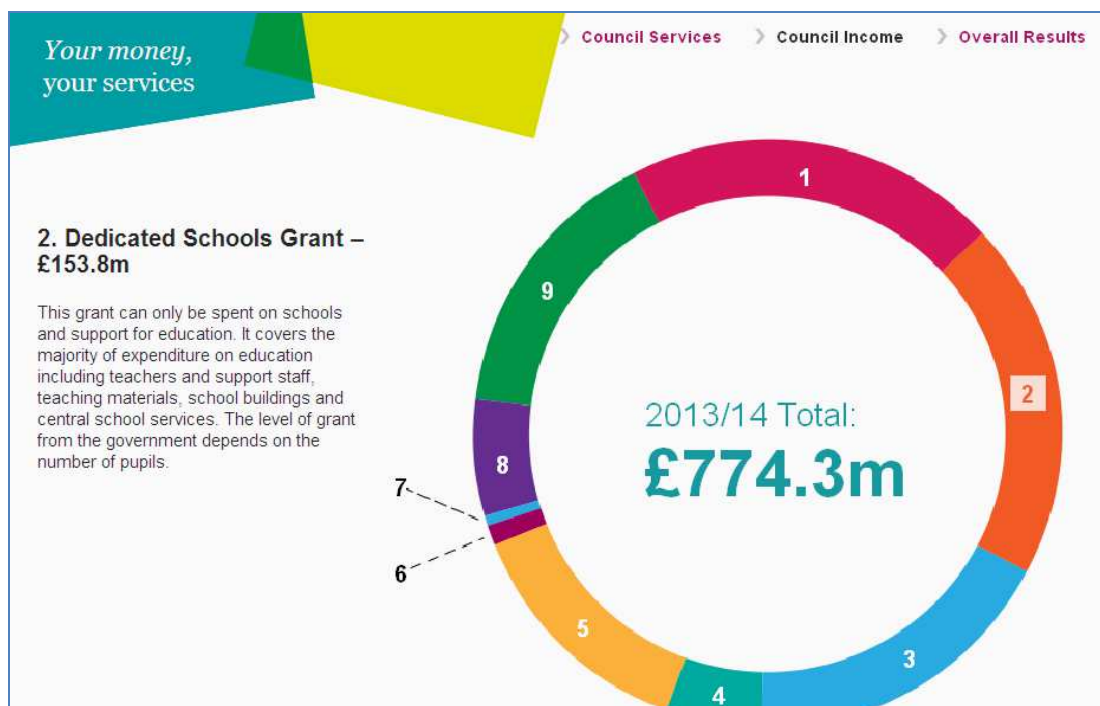 Your money,
your services
Council Services
Council Income
Overall Results
2. Dedicated Schools Grant –
£153.8m
This grant can only be spent on schools
and support for education. It covers the
majority of expenditure on education
including teachers and support staff,
teaching materials, school buildings and
central school services. The level of grant
from the government depends on the
number of pupils.
2013/14 Total:
£774.3m
1
2
3
4
5
6
7
8
9